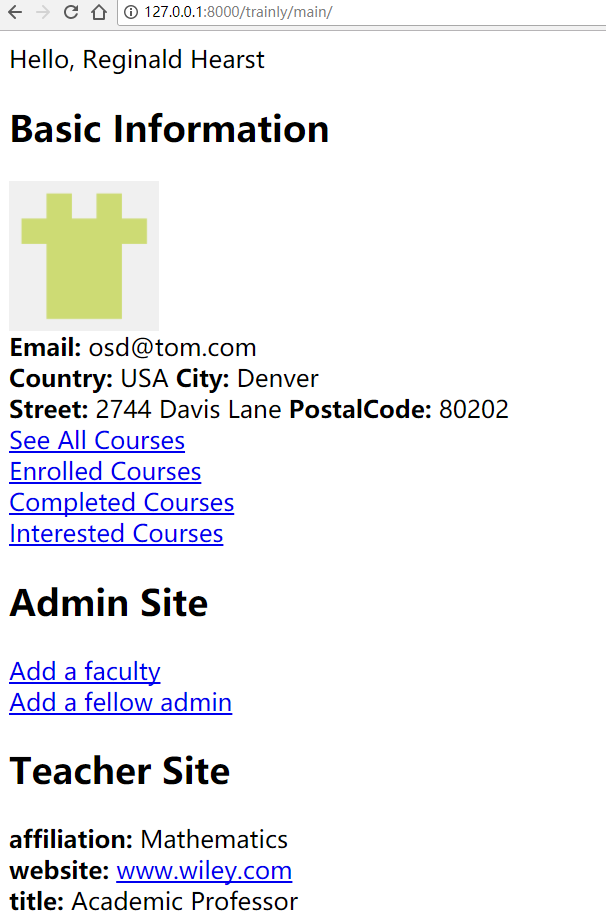 127.0.0.1:8000/trainly/main/
Hello, Reginald Hearst
Basic Information
Email: osd@tom.com
Country: USA City: Denver
Street: 2744 Davis Lane PostalCode: 80202
See All Courses
Enrolled Courses
Completed Courses
Interested Courses
Admin Site
Add a faculty
Add a fellow admin
Teacher Site
affiliation: Mathematics
website: www.wiley.com
title: Academic Professor